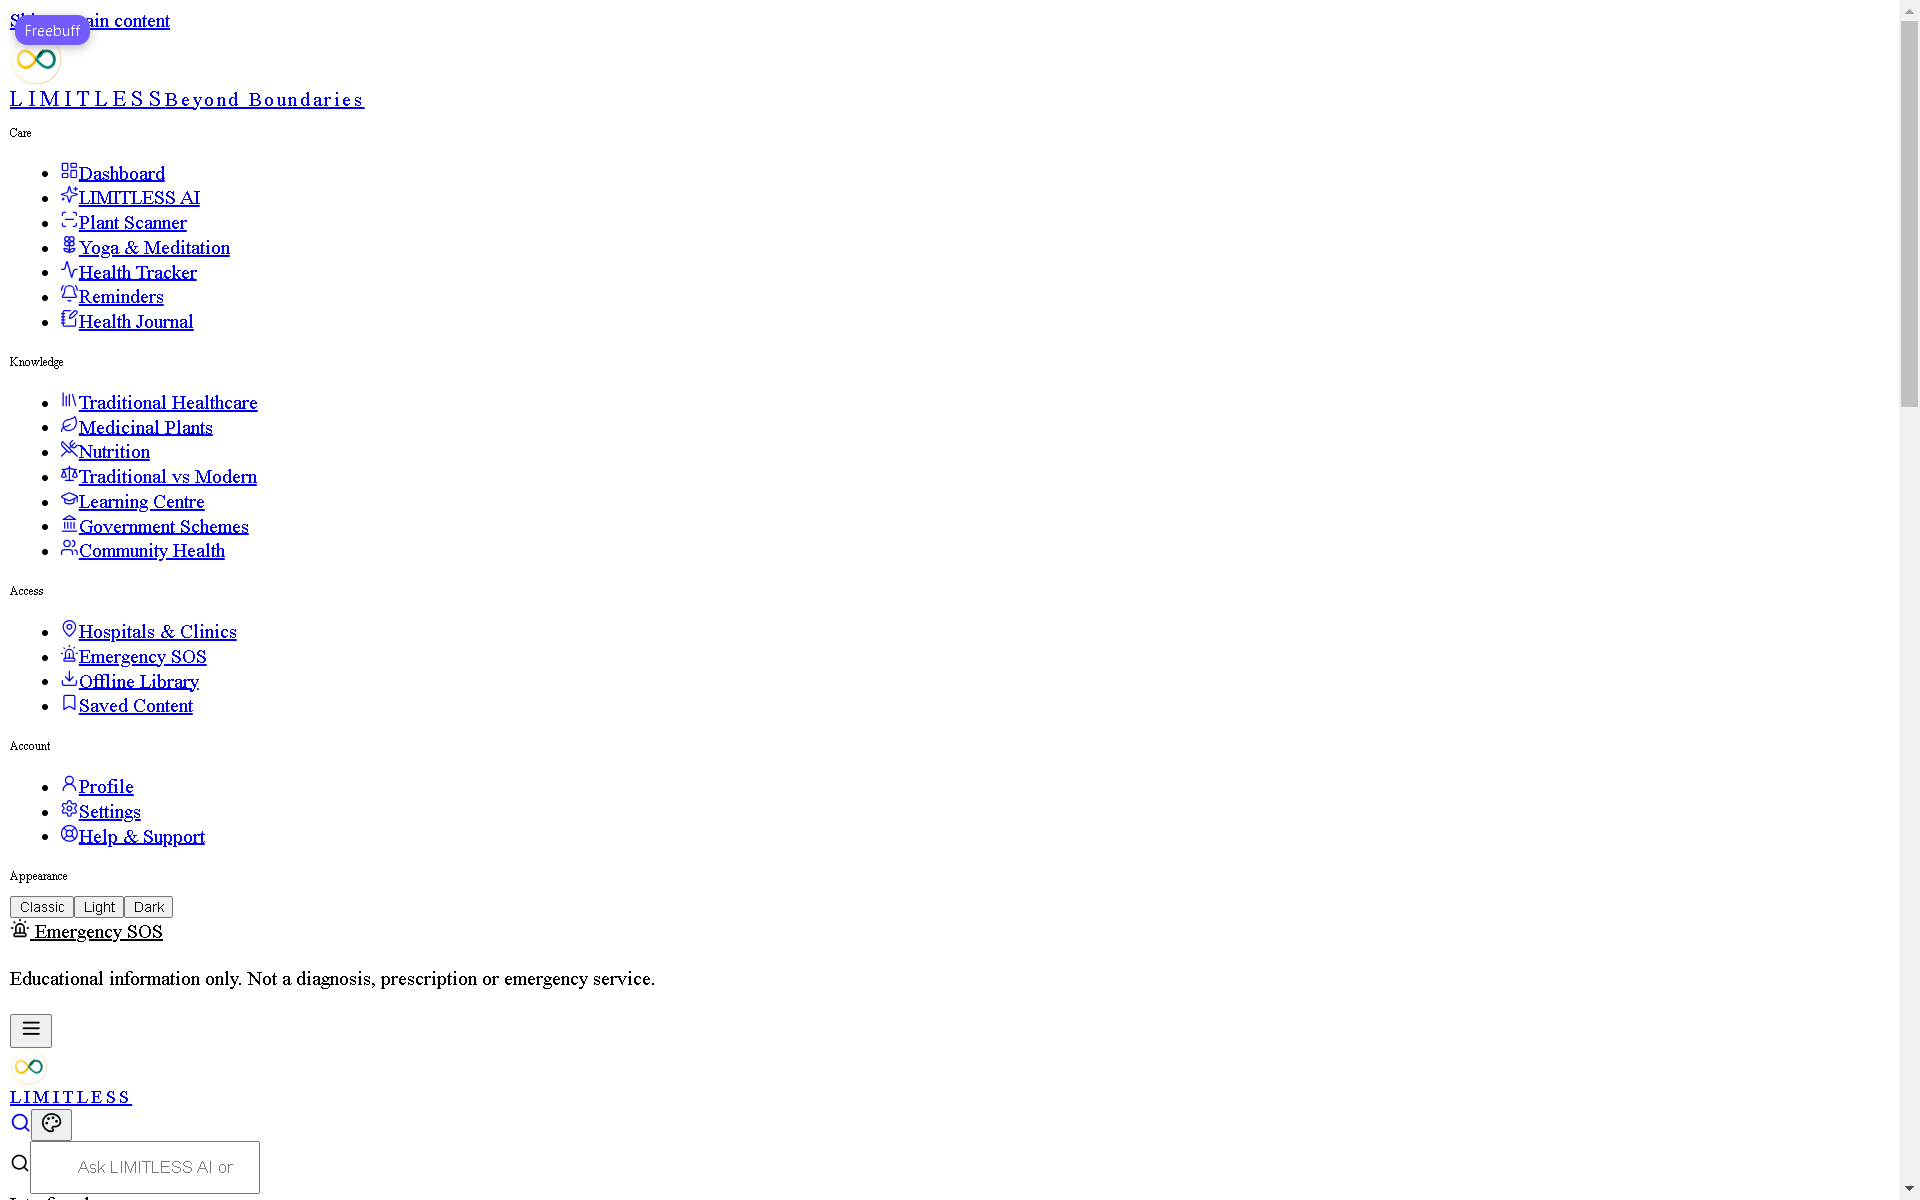 Freebuff
ain content
LIMITLESSBeyond Boundaries
Care
Dashboard
LIMITLESS AI
Plant Scanner
Yoga & Meditation
Health Tracker
Reminders
Health Journal
Knowledge
Traditional Healthcare
Medicinal Plants
Nutrition
Traditional vs Modern
Learning Centre
Government Schemes
Community Health
Access
Hospitals & Clinics
Emergency SOS
Offline Library
Saved Content
Account
Profile
Settings
Help & Support
Appearance
Classic Light Dark
Emergency SOS
Educational information only. Not a diagnosis, prescription or emergency service.
LIMITLESS
Ask LIMITLESS AI or